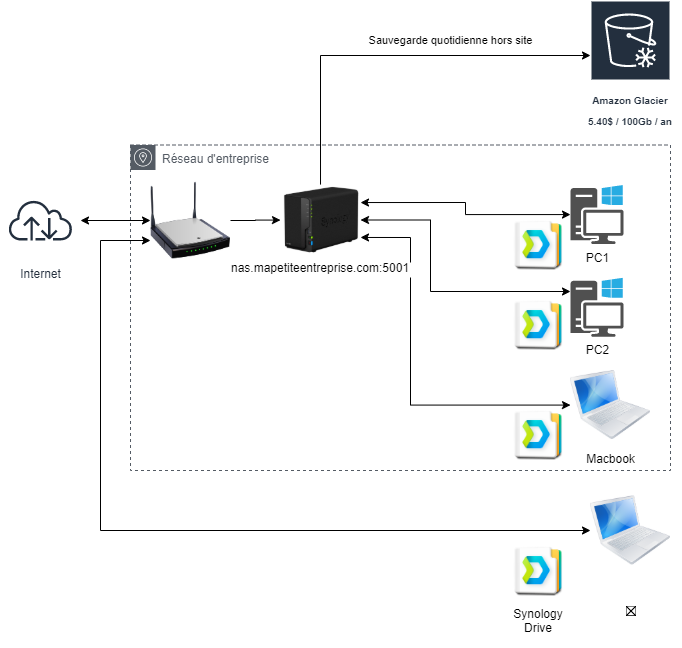 Sauvegarde quotidienne hors site
Amazon Glacier
5.40$ / 100Gb / an
Réseau d'entreprise
Internet
nas.mapetiteentreprise.com:5001
PC1
PC2
Macbook
Synology
Drive